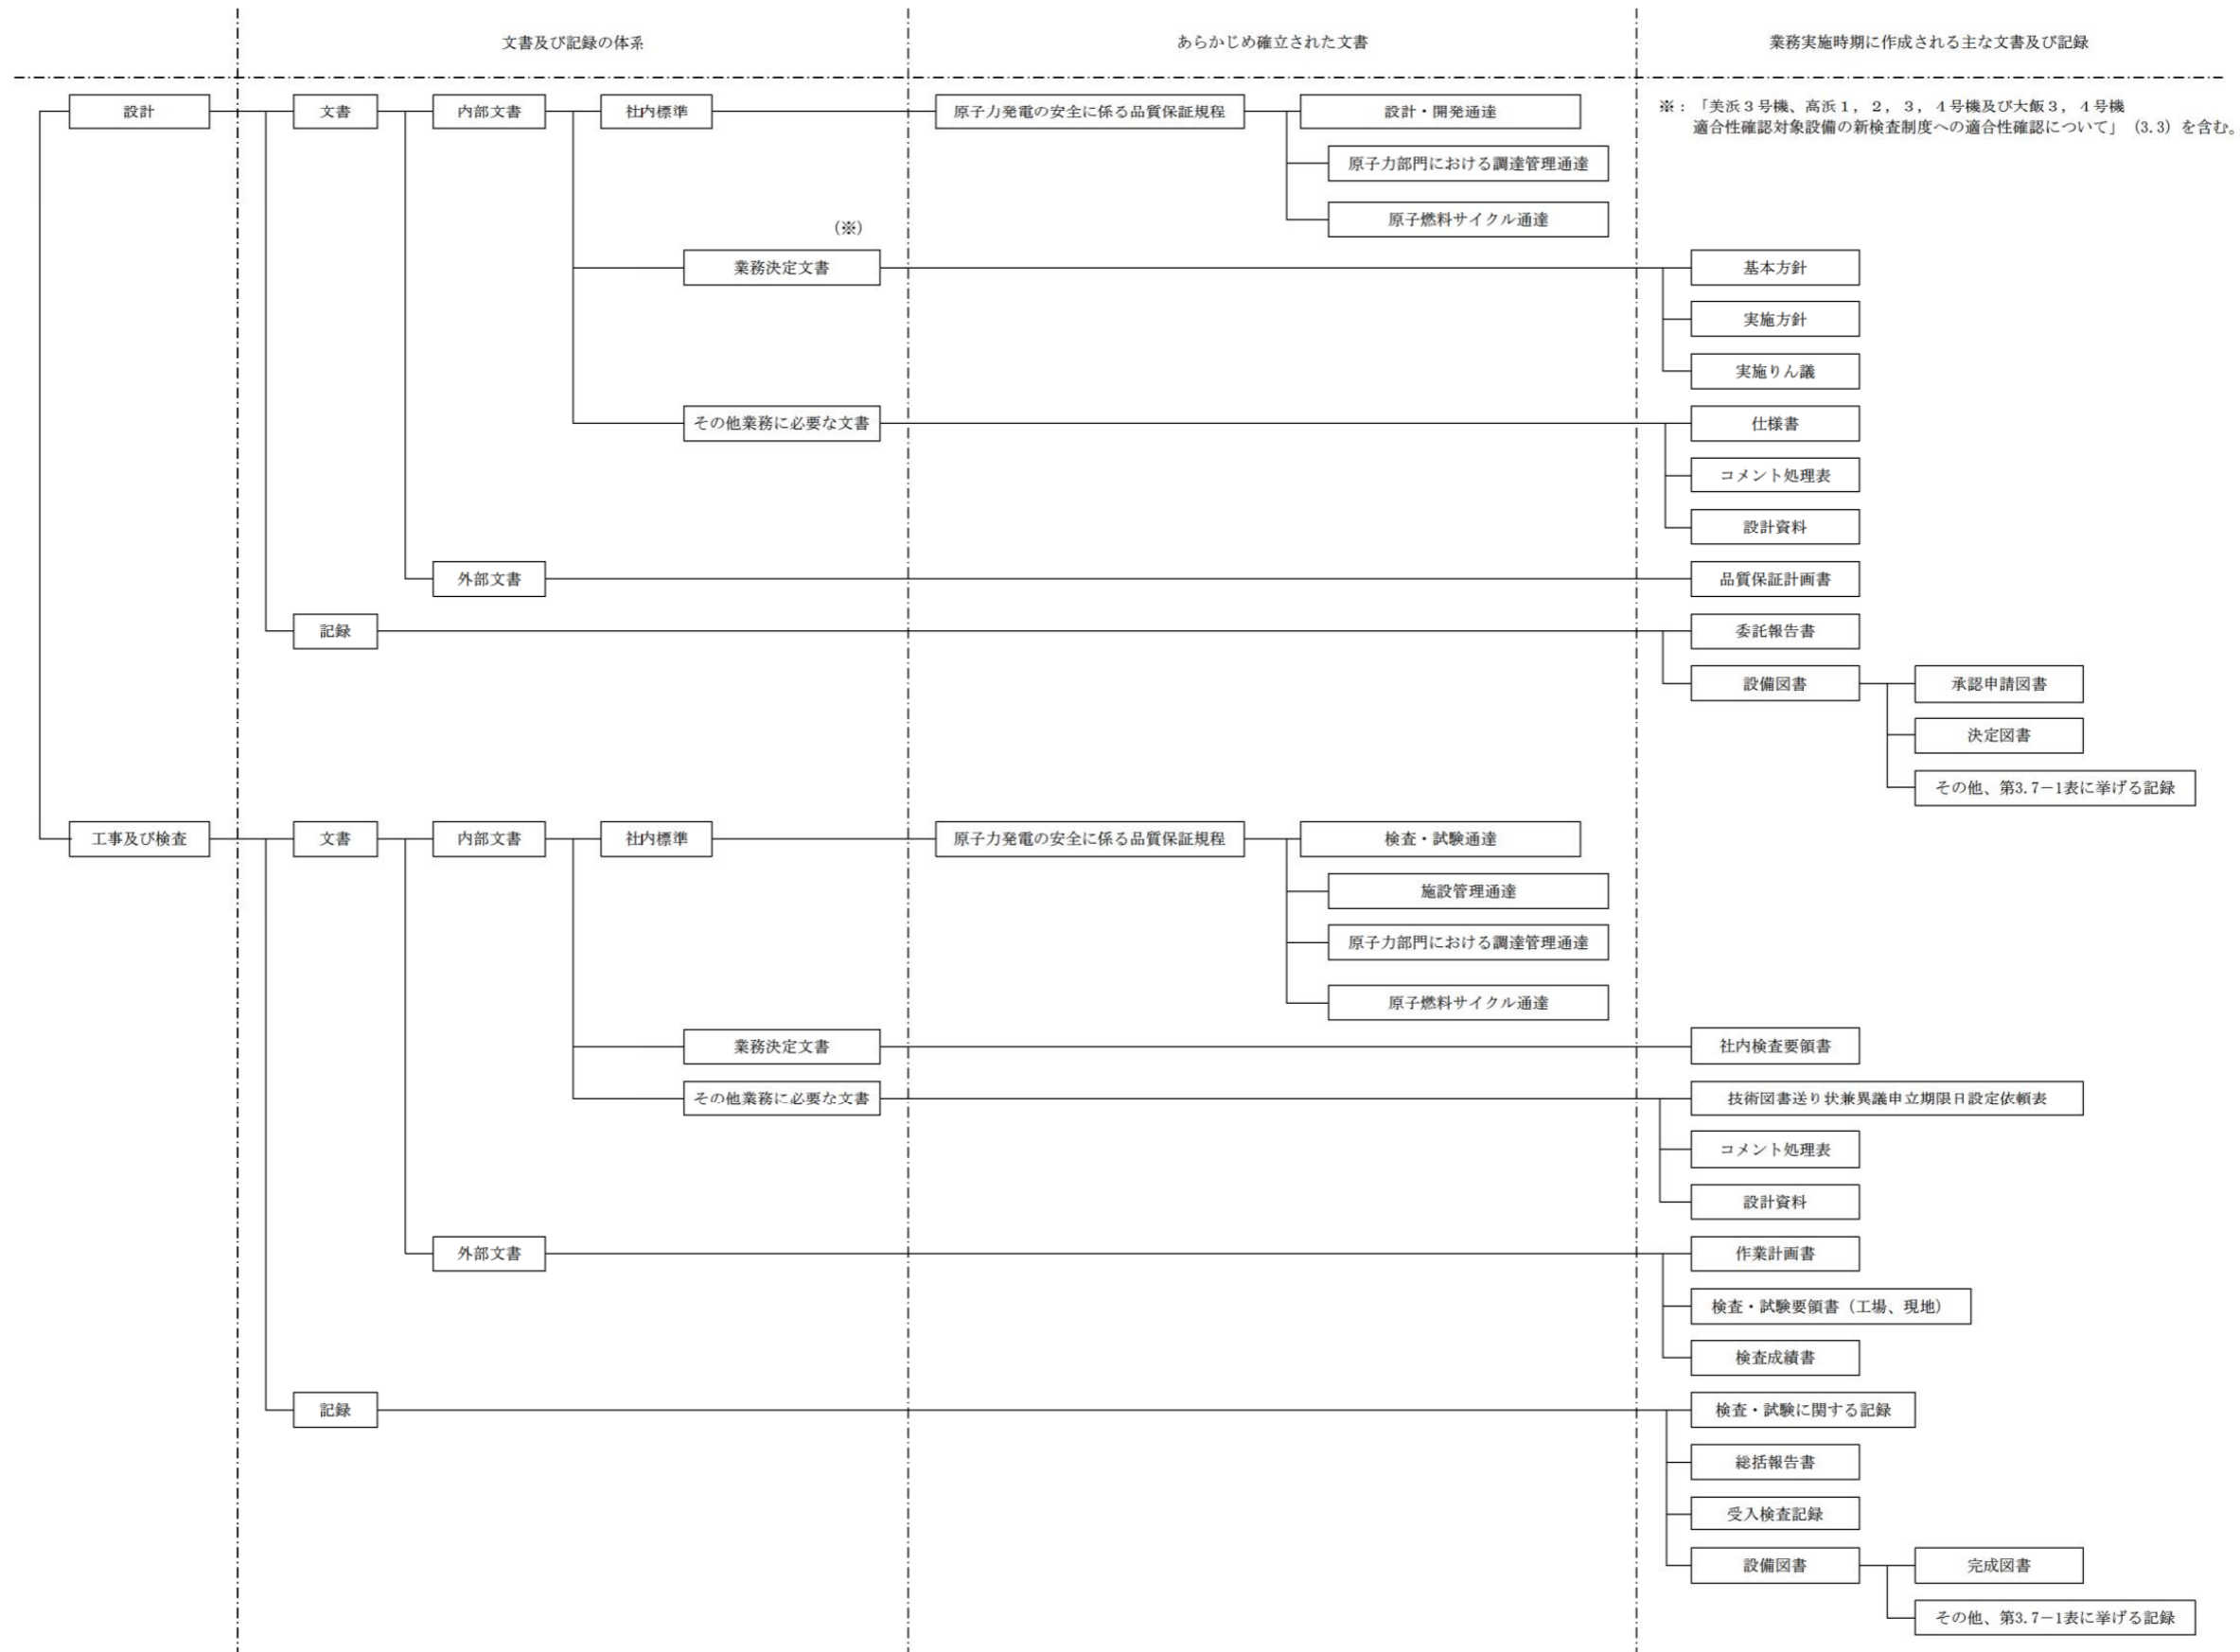 文書及び記録の体系
あらかじめ確立された文書
業務実施時期に作成される主な文書及び記録
設計
文書
内部文書
社内標準
原子力発電の安全に係る品質保証規程
設計・開発通達
※：「美浜３号機、高浜１，２，３，４号機及び大飯３，４号機
適合性確認対象設備の新検査制度への適合性確認について」（3.3）を含む。
原子力部門における調達管理通達
原子燃料サイクル通達
（※）
業務決定文書
基本方針
実施方針
実施りん議
その他業務に必要な文書
仕様書
コメント処理表
設計資料
外部文書
品質保証計画書
記録
委託報告書
設備図書
承認申請図書
決定図書
その他、第3.7－1表に挙げる記録
工事及び検査
文書
内部文書
社内標準
原子力発電の安全に係る品質保証規程
検査・試験通達
施設管理通達
原子力部門における調達管理通達
原子燃料サイクル通達
業務決定文書
社内検査要領書
その他業務に必要な文書
技術図書送り状兼異議申立期限日設定依頼表
コメント処理表
設計資料
外部文書
作業計画書
検査・試験要領書（工場、現地）
検査成績書
記録
検査・試験に関する記録
総括報告書
受入検査記録
設備図書
完成図書
その他、第3.7－1表に挙げる記録